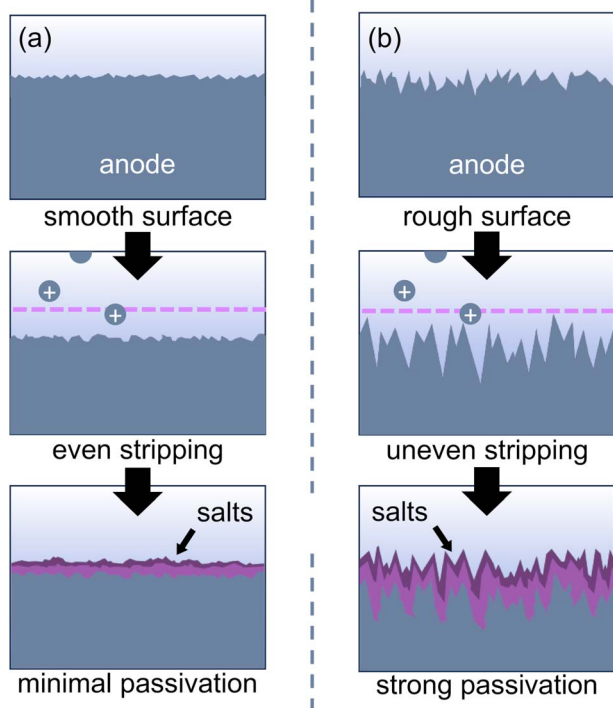 (a)
anode
smooth surface
+
+
even stripping
salts
minimal passivation
(b)
anode
rough surface
+
+
uneven stripping
salts
strong passivation